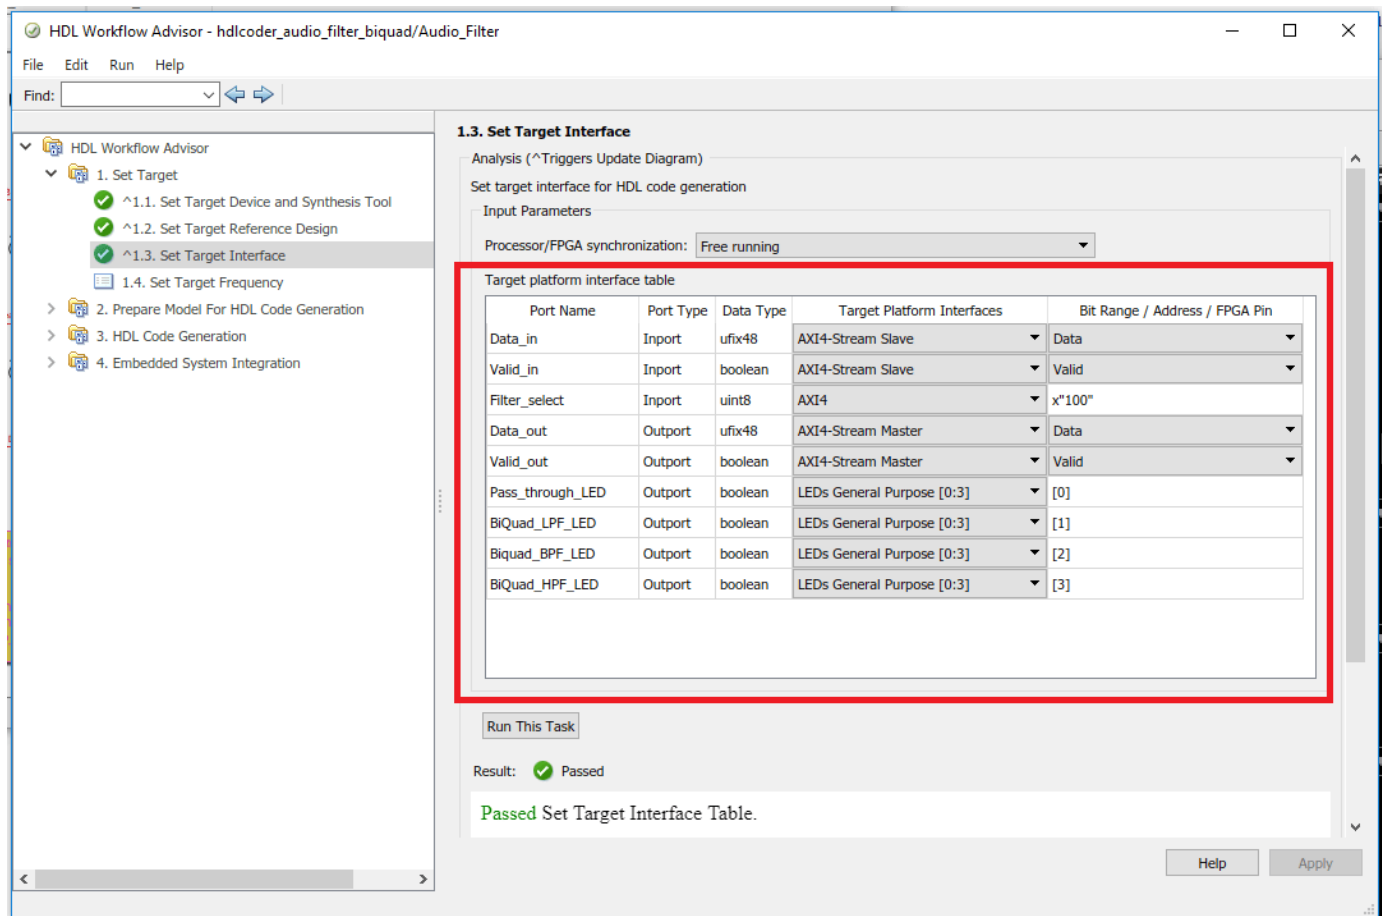 HDL Workflow Advisor - hdlcoder_audio_filter_biquad/Audio_Filter
File Edit Run Help
Find:
HDL Workflow Advisor
1. Set Target
^1.1. Set Target Device and Synthesis Tool
^1.2. Set Target Reference Design
^1.3. Set Target Interface
1.4. Set Target Frequency
2. Prepare Model For HDL Code Generation
3. HDL Code Generation
4. Embedded System Integration
1.3. Set Target Interface
Analysis (^Triggers Update Diagram)
Set target interface for HDL code generation
Input Parameters
Processor/FPGA synchronization: Free running
Target platform interface table
Port Name Port Type Data Type Target Platform Interfaces Bit Range / Address / FPGA Pin
Data_in Inport ufix48 AXI4-Stream Slave Data
Valid_in Inport boolean AXI4-Stream Slave Valid
Filter_select Inport uint8 AXI4 x"100"
Data_out Outport ufix48 AXI4-Stream Master Data
Valid_out Outport boolean AXI4-Stream Master Valid
Pass_through_LED Outport boolean LEDs General Purpose [0:3] [0]
BiQuad_LPF_LED Outport boolean LEDs General Purpose [0:3] [1]
Biquad_BPF_LED Outport boolean LEDs General Purpose [0:3] [2]
BiQuad_HPF_LED Outport boolean LEDs General Purpose [0:3] [3]
Run This Task
Result: Passed
Passed Set Target Interface Table.
Help Apply